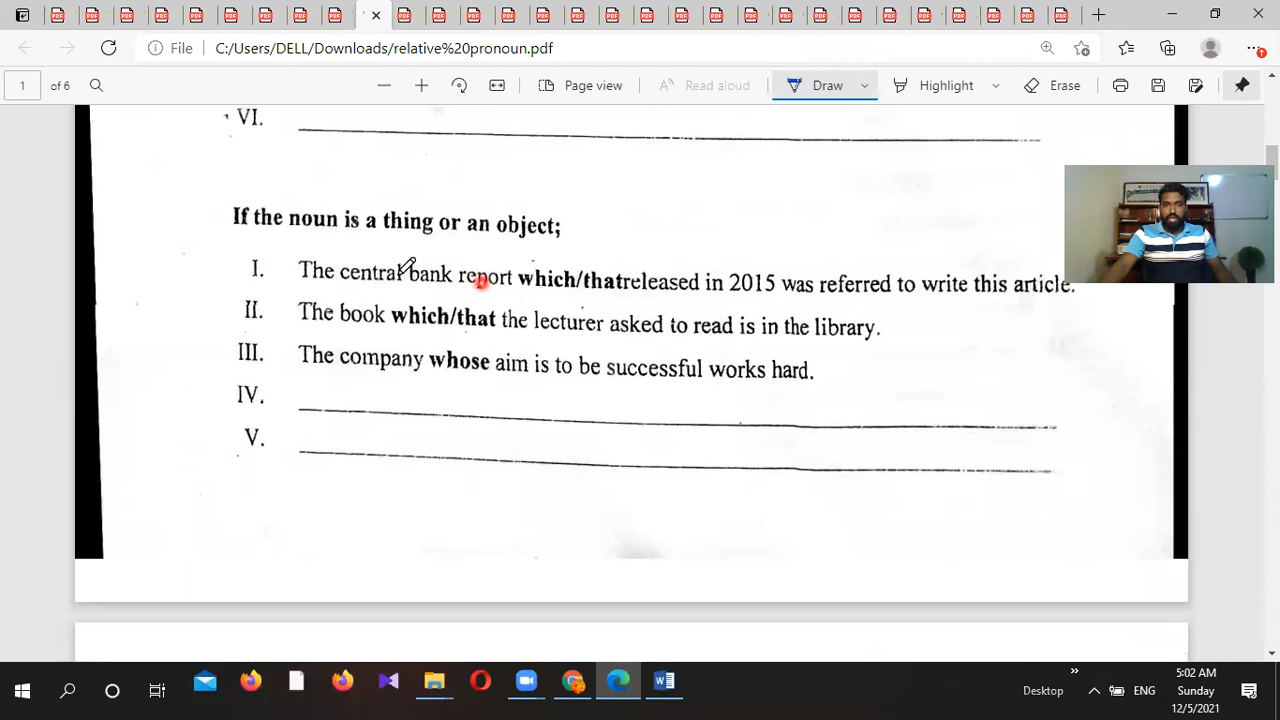 File
C:/Users/DELL/Downloads/relative%20pronoun.pdf
1 of 6
Page view
Read aloud
Draw
Highlight
Erase
VI.
If the noun is a thing or an object;
I. The central bank report which/thatreleased in 2015 was referred to write this article.
II. The book which/that the lecturer asked to read is in the library.
III. The company whose aim is to be successful works hard.
IV.
V.
Desktop
ENG
5:02 AM
Sunday
12/5/2021